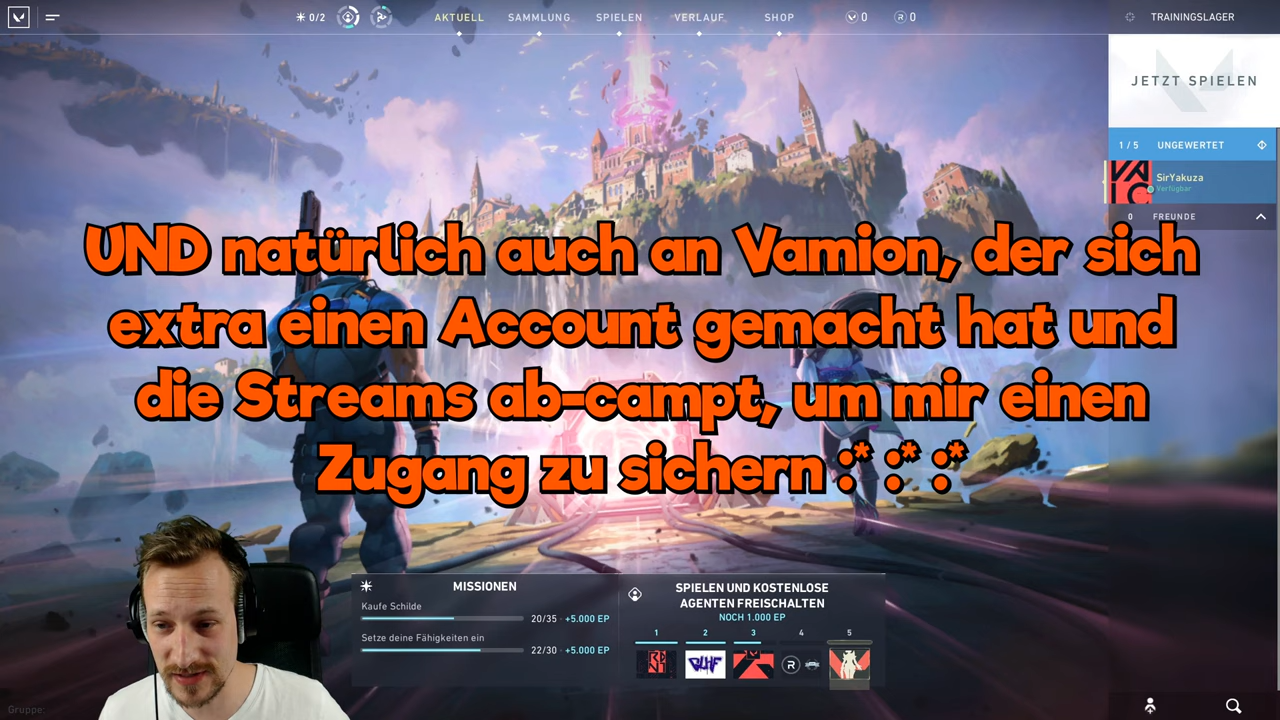 0/2
AKTUELL
SAMMLUNG
SPIELEN
VERLAUF
SHOP
0
R 0
TRAININGSLAGER
JETZT SPIELEN
1 / 5 UNGEWERTET
SirYakuza
Verfügbar
0 FREUNDE
UND natürlich auch an Vamion, der sich
extra einen Account gemacht hat und
die Streams ab-campt, um mir einen
Zugang zu sichern :* :* :*
MISSIONEN
Kaufe Schilde
20/35 · +5.000 EP
Setze deine Fähigkeiten ein
22/30 · +5.000 EP
SPIELEN UND KOSTENLOSE
AGENTEN FREISCHALTEN
NOCH 1.000 EP
1 2 3 4 5
GLHF
R
Gruppe: